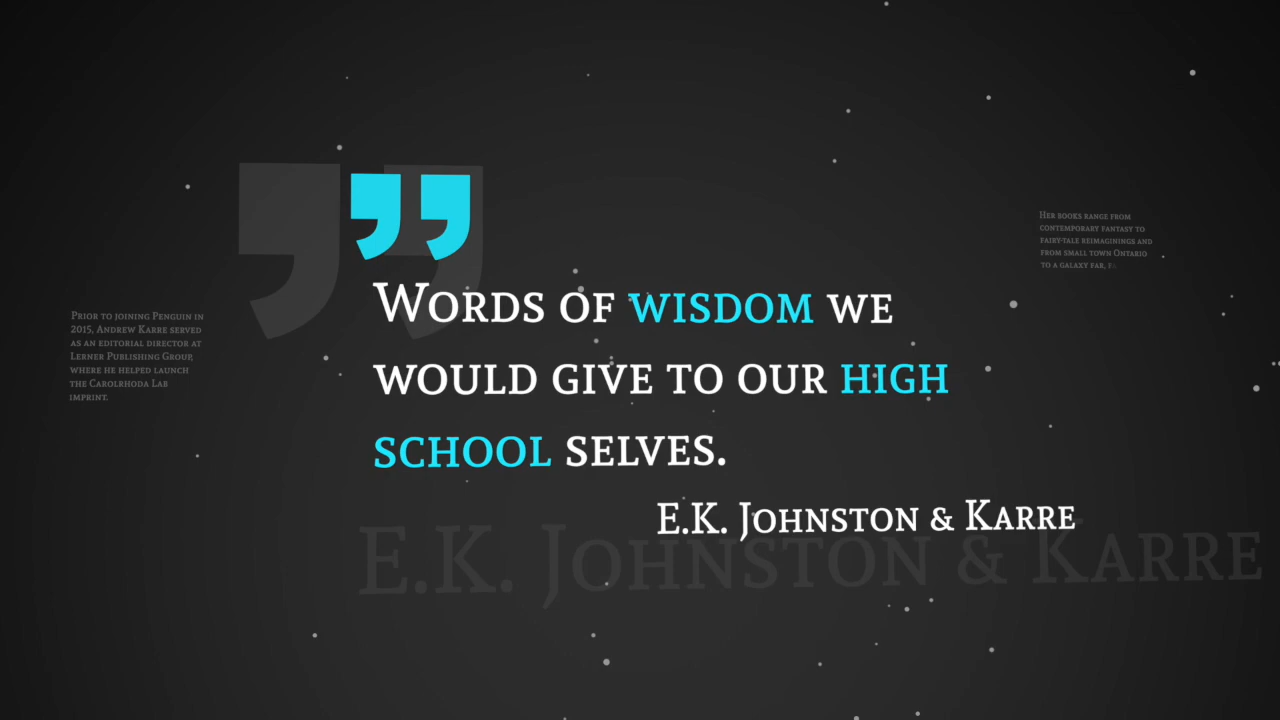 Words of wisdom we
would give to our high
school selves.
E.K. Johnston & Karre
E.K. Johnston & Karre
Prior to joining Penguin in
2015, Andrew Karre served
as an editorial director at
Lerner Publishing Group,
where he helped launch
the Carolrhoda Lab
imprint.
Her books range from
contemporary fantasy to
fairy-tale reimaginings and
from small town Ontario
to a galaxy far,